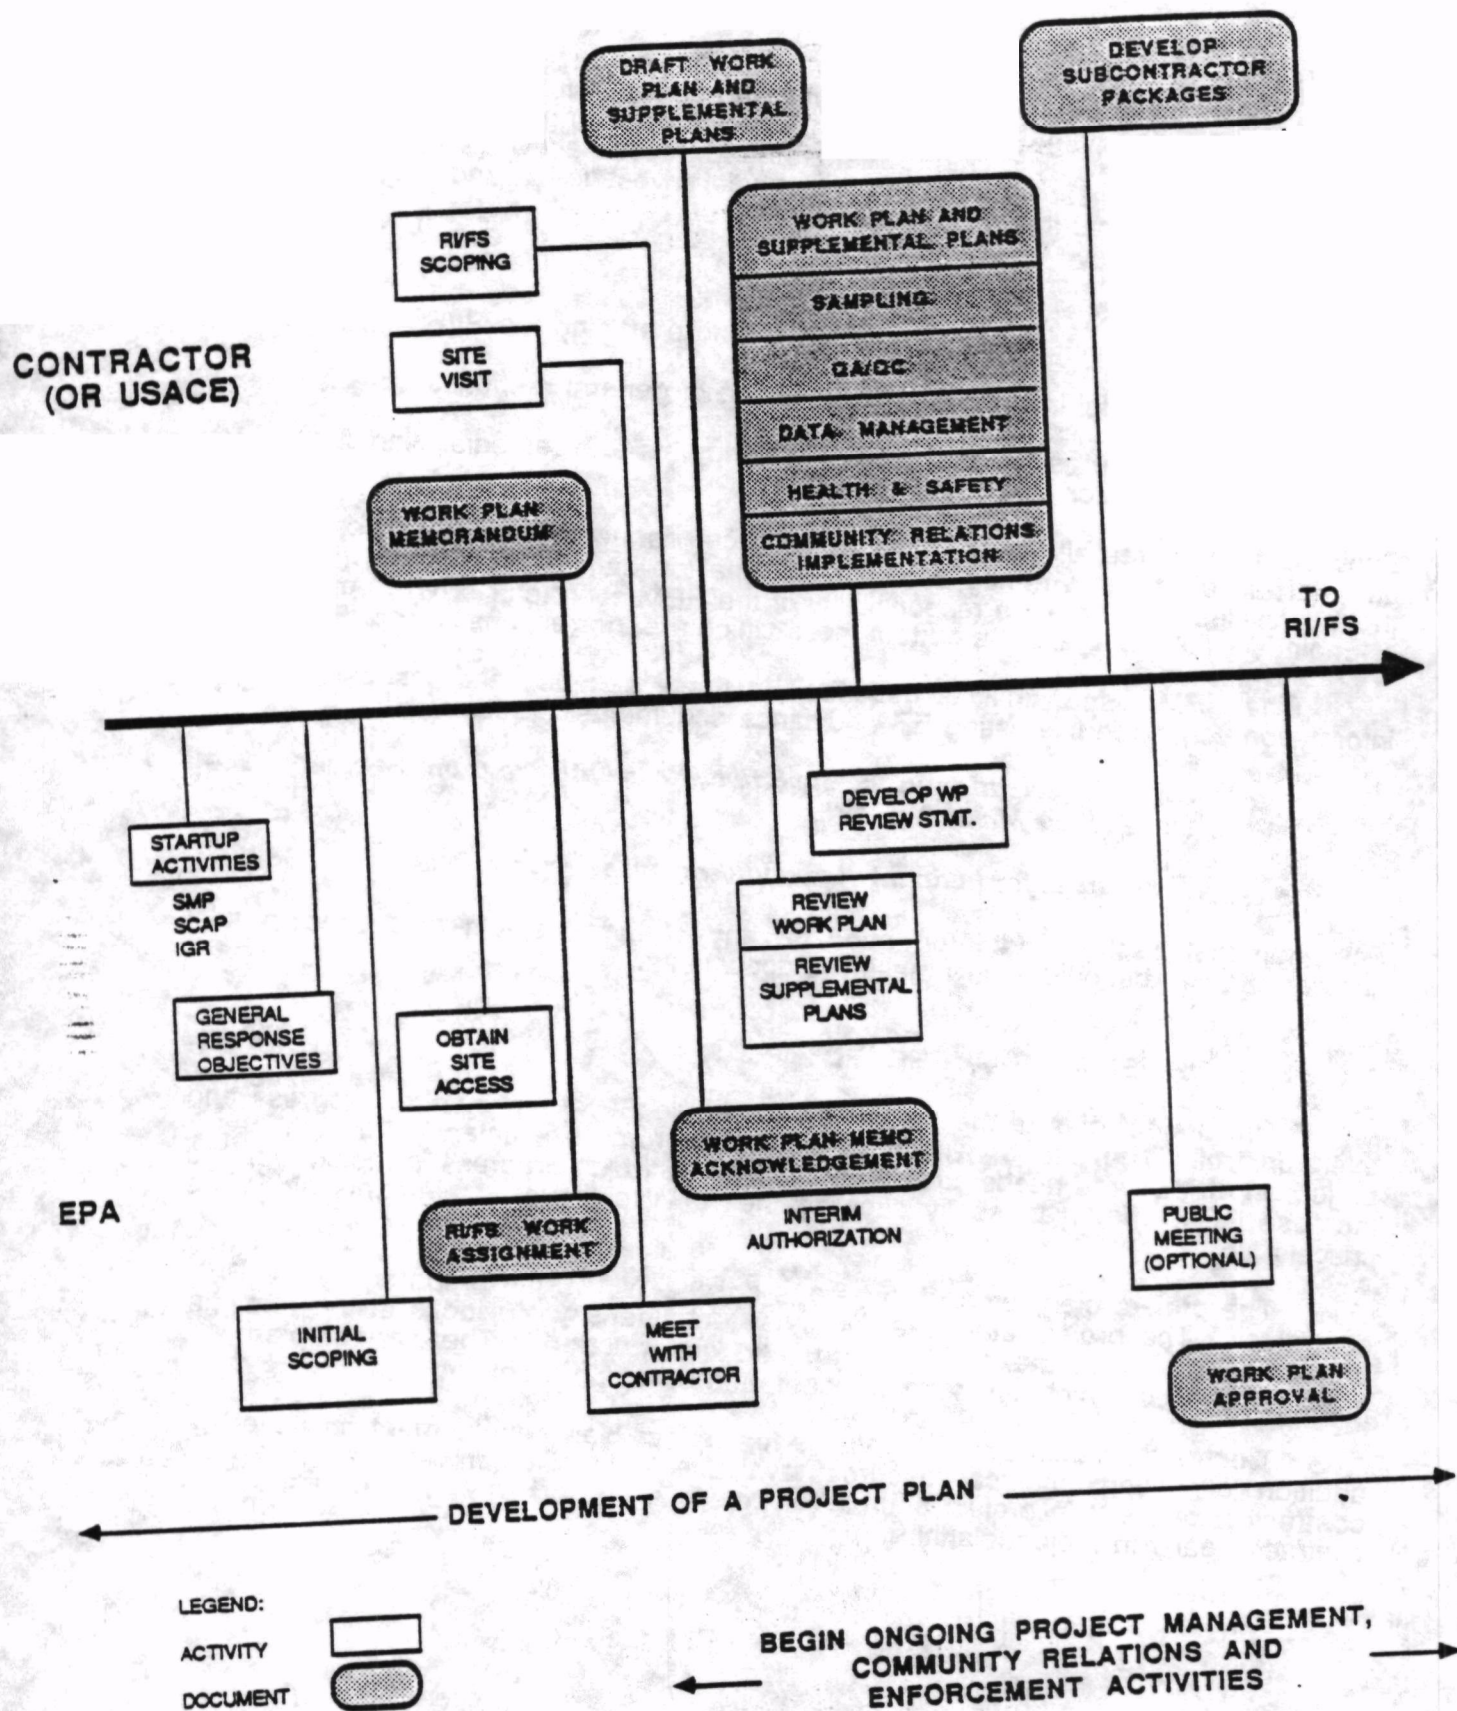 DRAFT WORK
PLAN AND
SUPPLEMENTAL
PLANS
DEVELOP
SUBCONTRACTOR
PACKAGES
RI/FS
SCOPING
WORK PLAN AND
SUPPLEMENTAL PLANS
SAMPLING
QA/QC
DATA MANAGEMENT
HEALTH & SAFETY
COMMUNITY RELATIONS
IMPLEMENTATION
CONTRACTOR
(OR USACE)
SITE
VISIT
WORK PLAN
MEMORANDUM
TO
RI/FS
STARTUP
ACTIVITIES
SMP
SCAP
IGR
GENERAL
RESPONSE
OBJECTIVES
OBTAIN
SITE
ACCESS
DEVELOP WP
REVIEW STMT.
REVIEW
WORK PLAN
REVIEW
SUPPLEMENTAL
PLANS
WORK PLAN MEMO
ACKNOWLEDGEMENT
INTERIM
AUTHORIZATION
EPA
RI/FS WORK
ASSIGNMENT
PUBLIC
MEETING
(OPTIONAL)
INITIAL
SCOPING
MEET
WITH
CONTRACTOR
WORK PLAN
APPROVAL
DEVELOPMENT OF A PROJECT PLAN
LEGEND:
ACTIVITY
DOCUMENT
BEGIN ONGOING PROJECT MANAGEMENT,
COMMUNITY RELATIONS AND
ENFORCEMENT ACTIVITIES